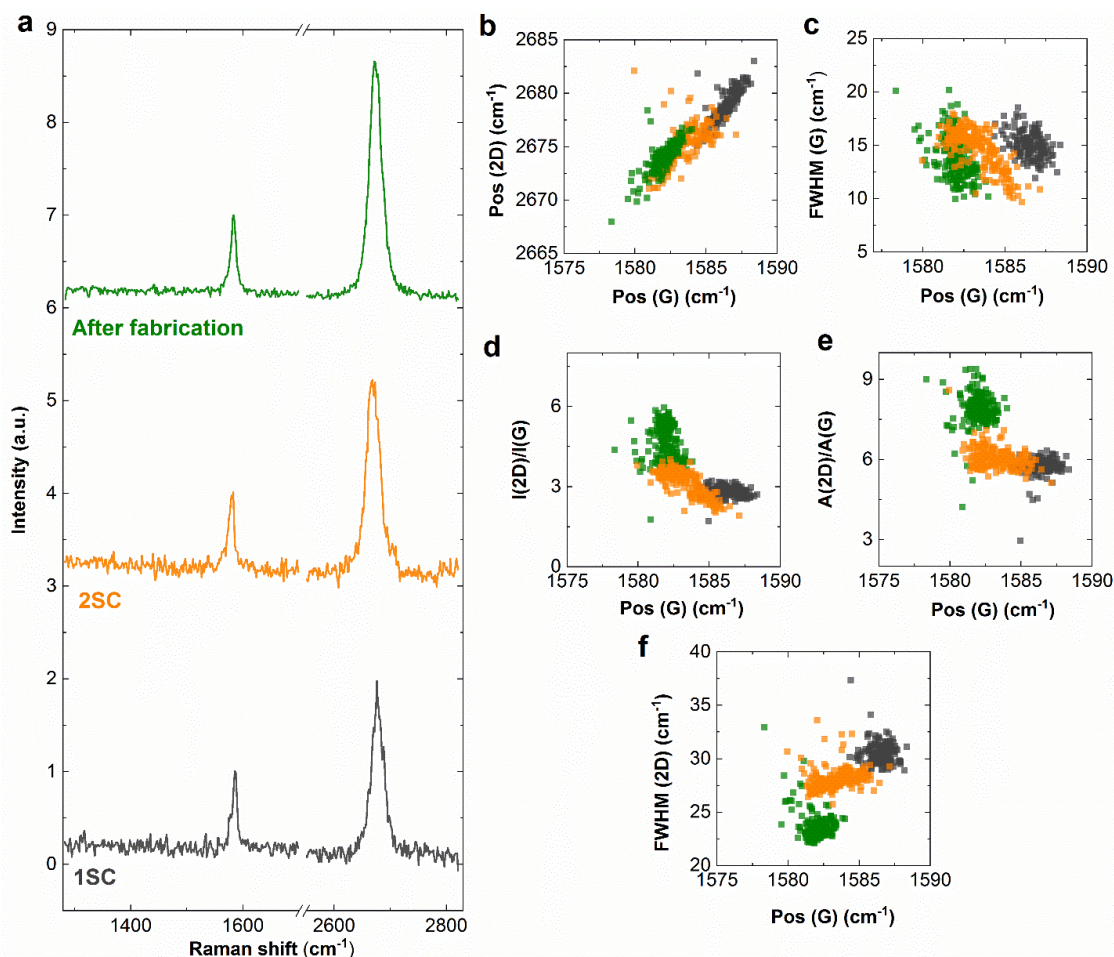 a
9
8
7
6
5
4
3
2
1
0
Intensity (a.u.)
After fabrication
2SC
1SC
1400
1600
2600
2800
Raman shift (cm-1)
b
2685
2680
2675
2670
2665
1575
1580
1585
1590
Pos (2D) (cm-1)
Pos (G) (cm-1)
c
25
20
15
10
5
1580
1585
1590
FWHM (G) (cm-1)
Pos (G) (cm-1)
d
6
3
0
1575
1580
1585
1590
I(2D)/I(G)
Pos (G) (cm-1)
e
9
6
3
1575
1580
1585
1590
A(2D)/A(G)
Pos (G) (cm-1)
f
40
35
30
25
20
1575
1580
1585
1590
FWHM (2D) (cm-1)
Pos (G) (cm-1)